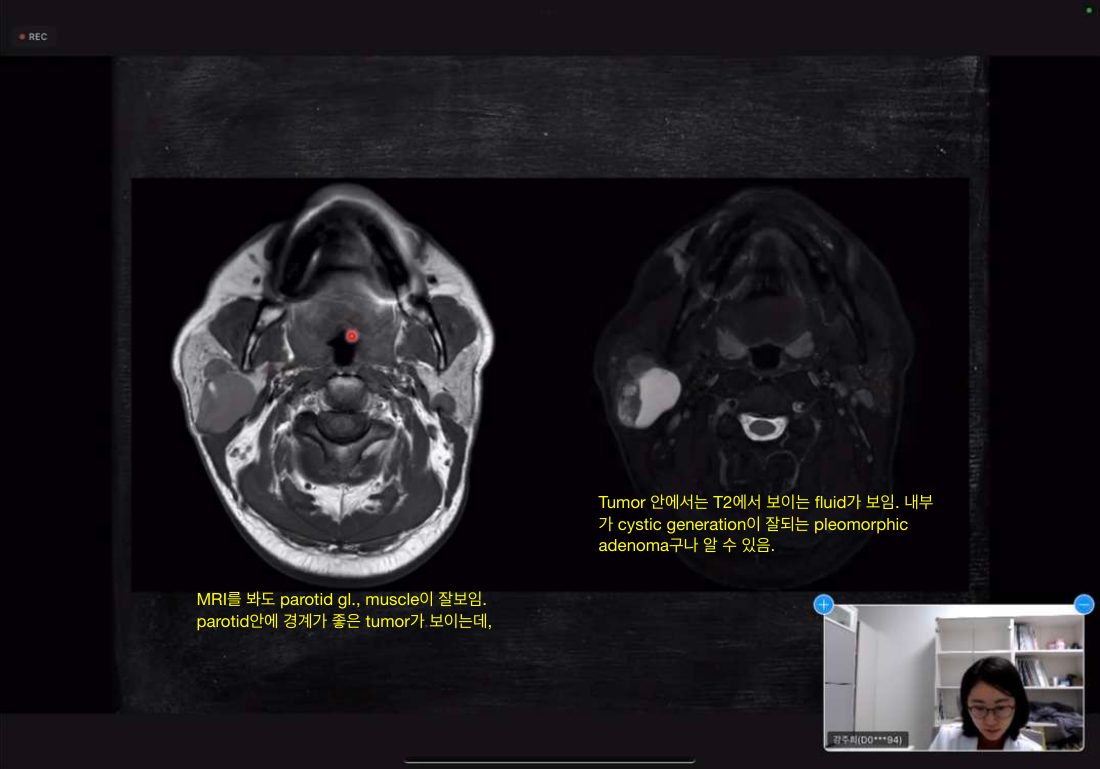 REC
Tumor 안에서는 T2에서 보이는 fluid가 보임. 내부
가 cystic generation이 잘되는 pleomorphic
adenoma구나 알 수 있음.
MRI를 봐도 parotid gl., muscle이 잘보임.
parotid안에 경계가 좋은 tumor가 보이는데,
강주희(D0***94)